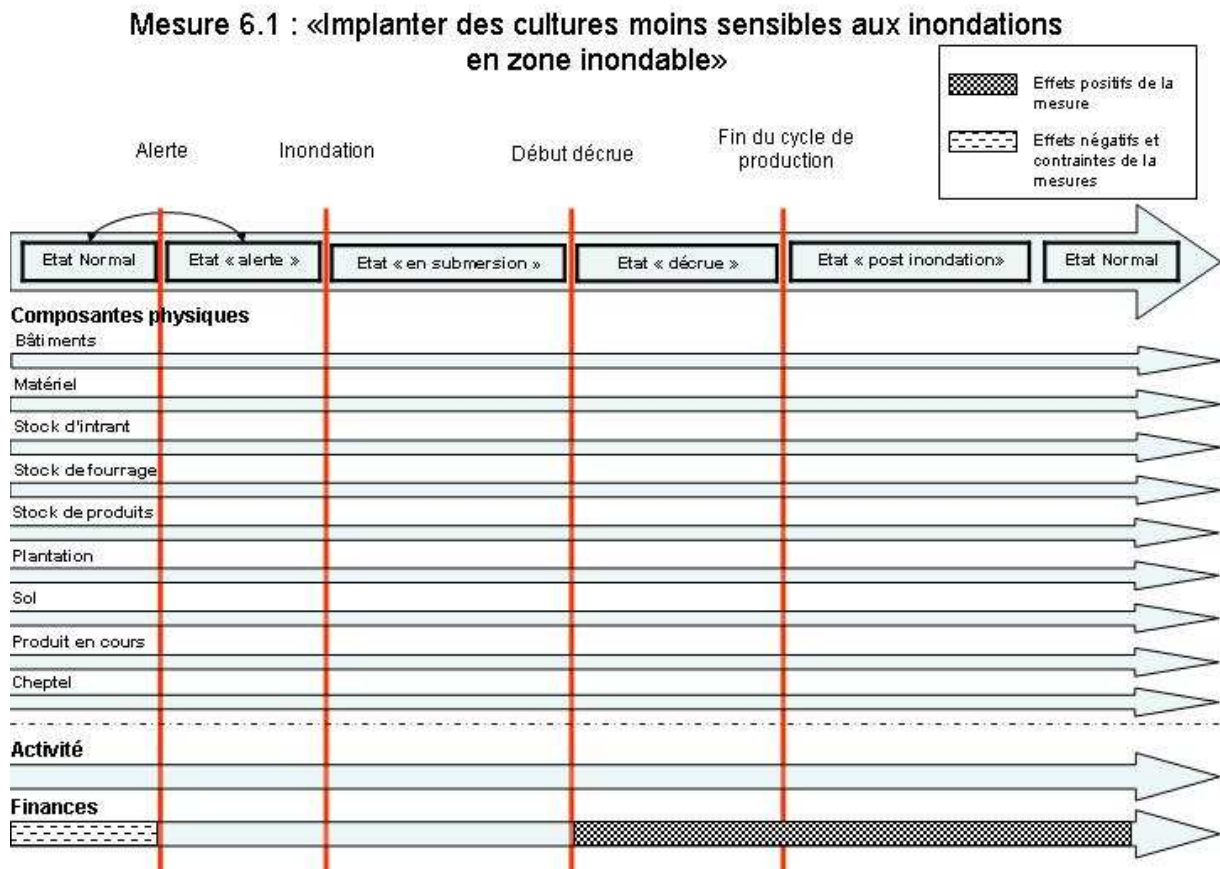 Mesure 6.1 : «Implanter des cultures moins sensibles aux inondations
en zone inondable»
Effets positifs de la
mesure
Effets négatifs et
contraintes de la
mesures
Alerte
Inondation
Début décrue
Fin du cycle de
production
Etat Normal
Etat « alerte »
Etat « en submersion »
Etat « décrue »
Etat « post inondation»
Etat Normal
Composantes physiques
Bâtiments
Matériel
Stock d'intrant
Stock de fourrage
Stock de produits
Plantation
Sol
Produit en cours
Cheptel
Activité
Finances